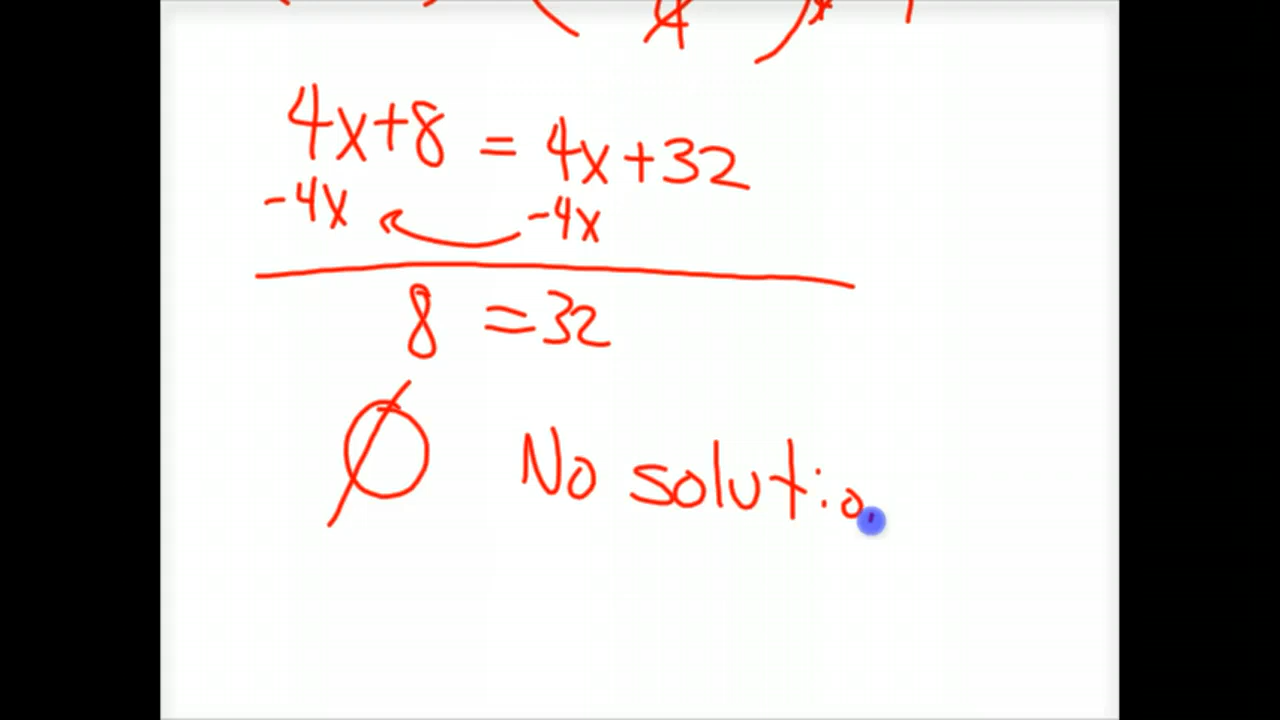 4x+8 = 4x+32
-4x -4x
8 = 32
∅ No solutio